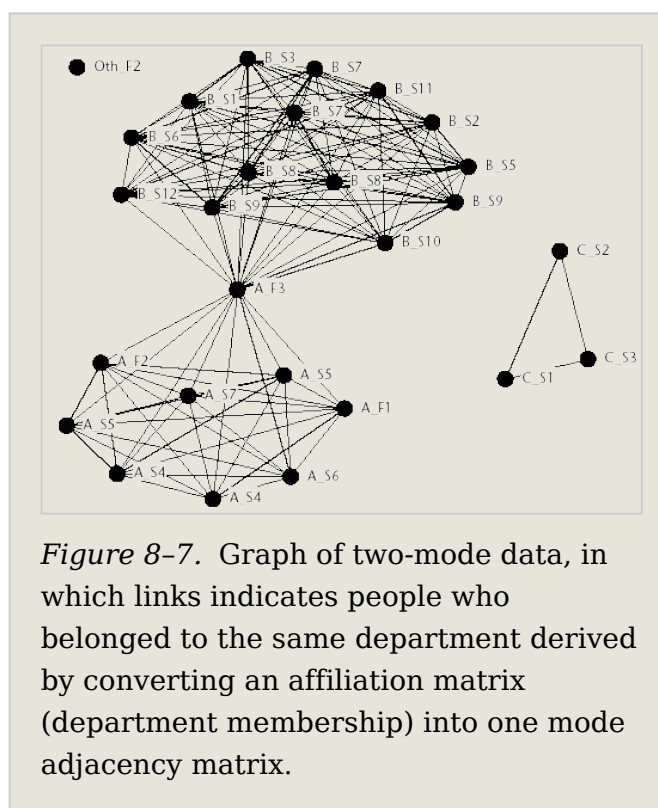 B_S3
Oth_F2
B_S7
B_S11
B_S1
B_S7
B_S2
B_S6
B_S5
B_S8
B_S8
B_S12
B_S9
B_S9
B_S10
C_S2
A_F3
A_F2
C_S3
A_S5
C_S1
A_S7
A_F1
A_S5
A_S4
A_S6
A_S4
Figure 8–7. Graph of two-mode data, in
which links indicates people who
belonged to the same department derived
by converting an affiliation matrix
(department membership) into one mode
adjacency matrix.